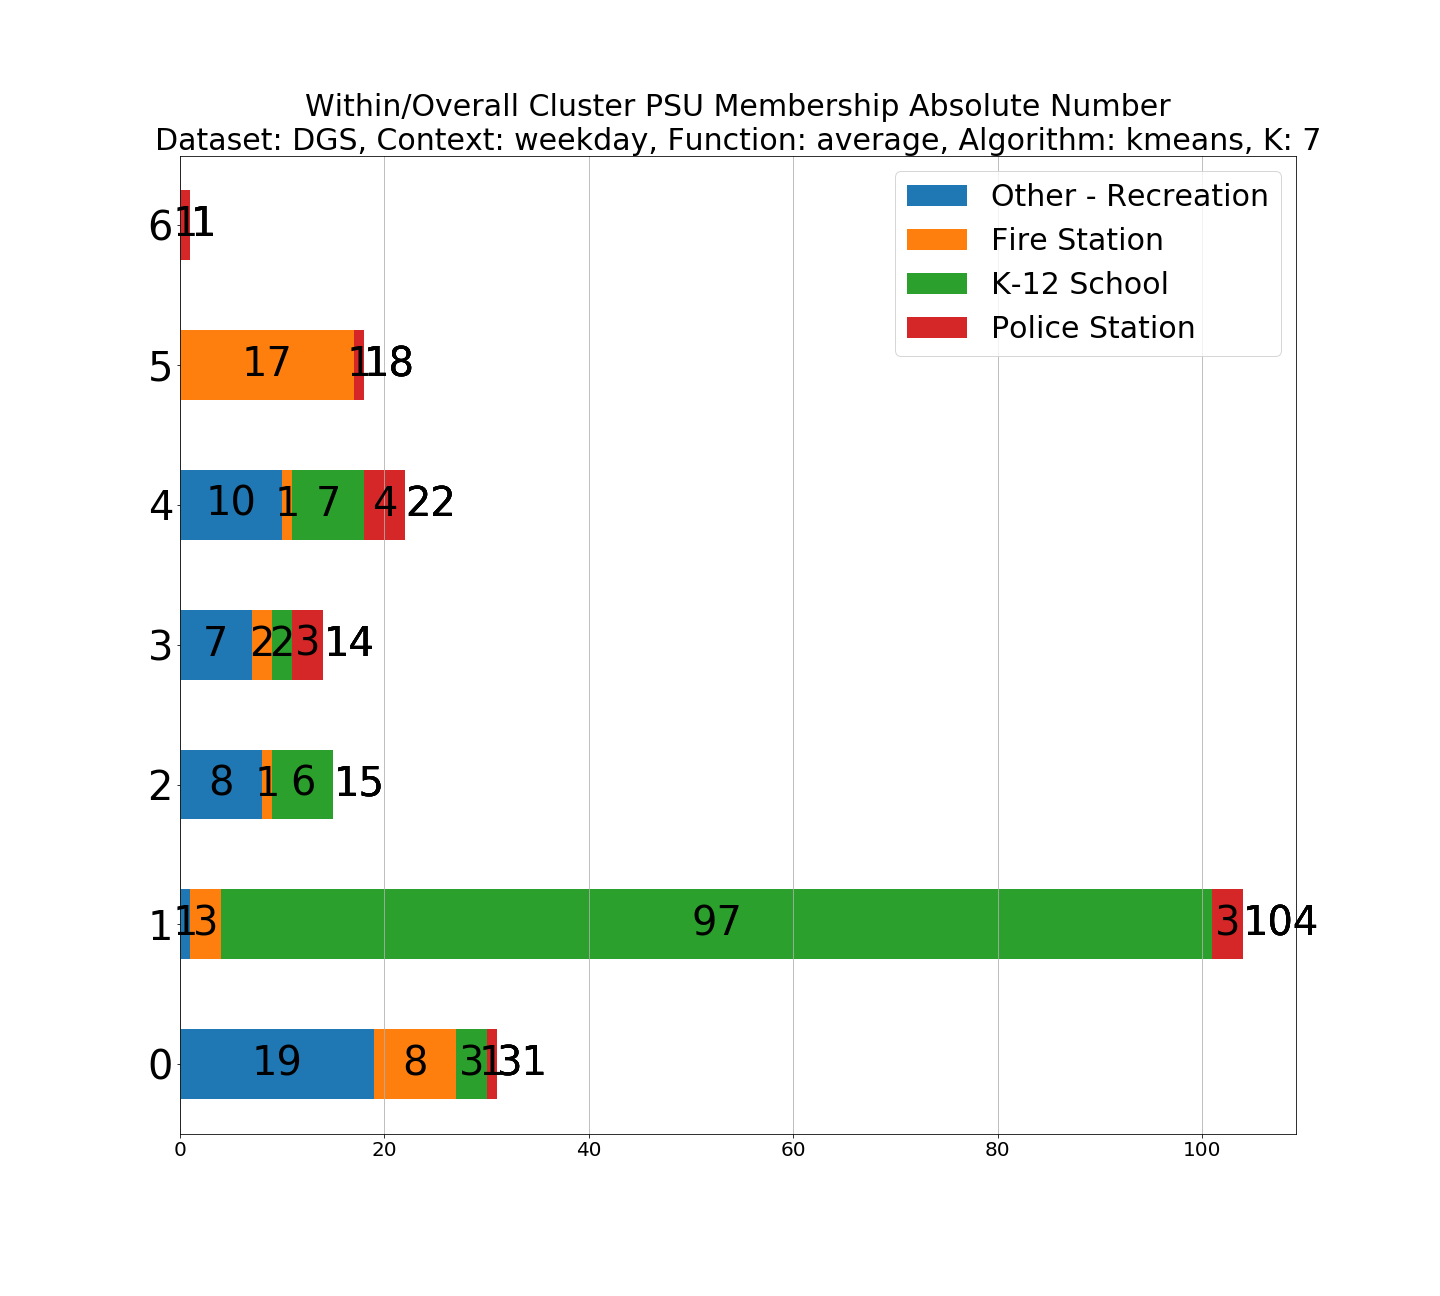 Within/Overall Cluster PSU Membership Absolute Number
Dataset: DGS, Context: weekday, Function: average, Algorithm: kmeans, K: 7
Other - Recreation
Fire Station
K-12 School
Police Station
6 1 1
5 17 1 18
4 10 1 7 4 22
3 7 2 2 3 14
2 8 1 6 15
1 1 3 97 3 104
0 19 8 3 1 31
0 20 40 60 80 100